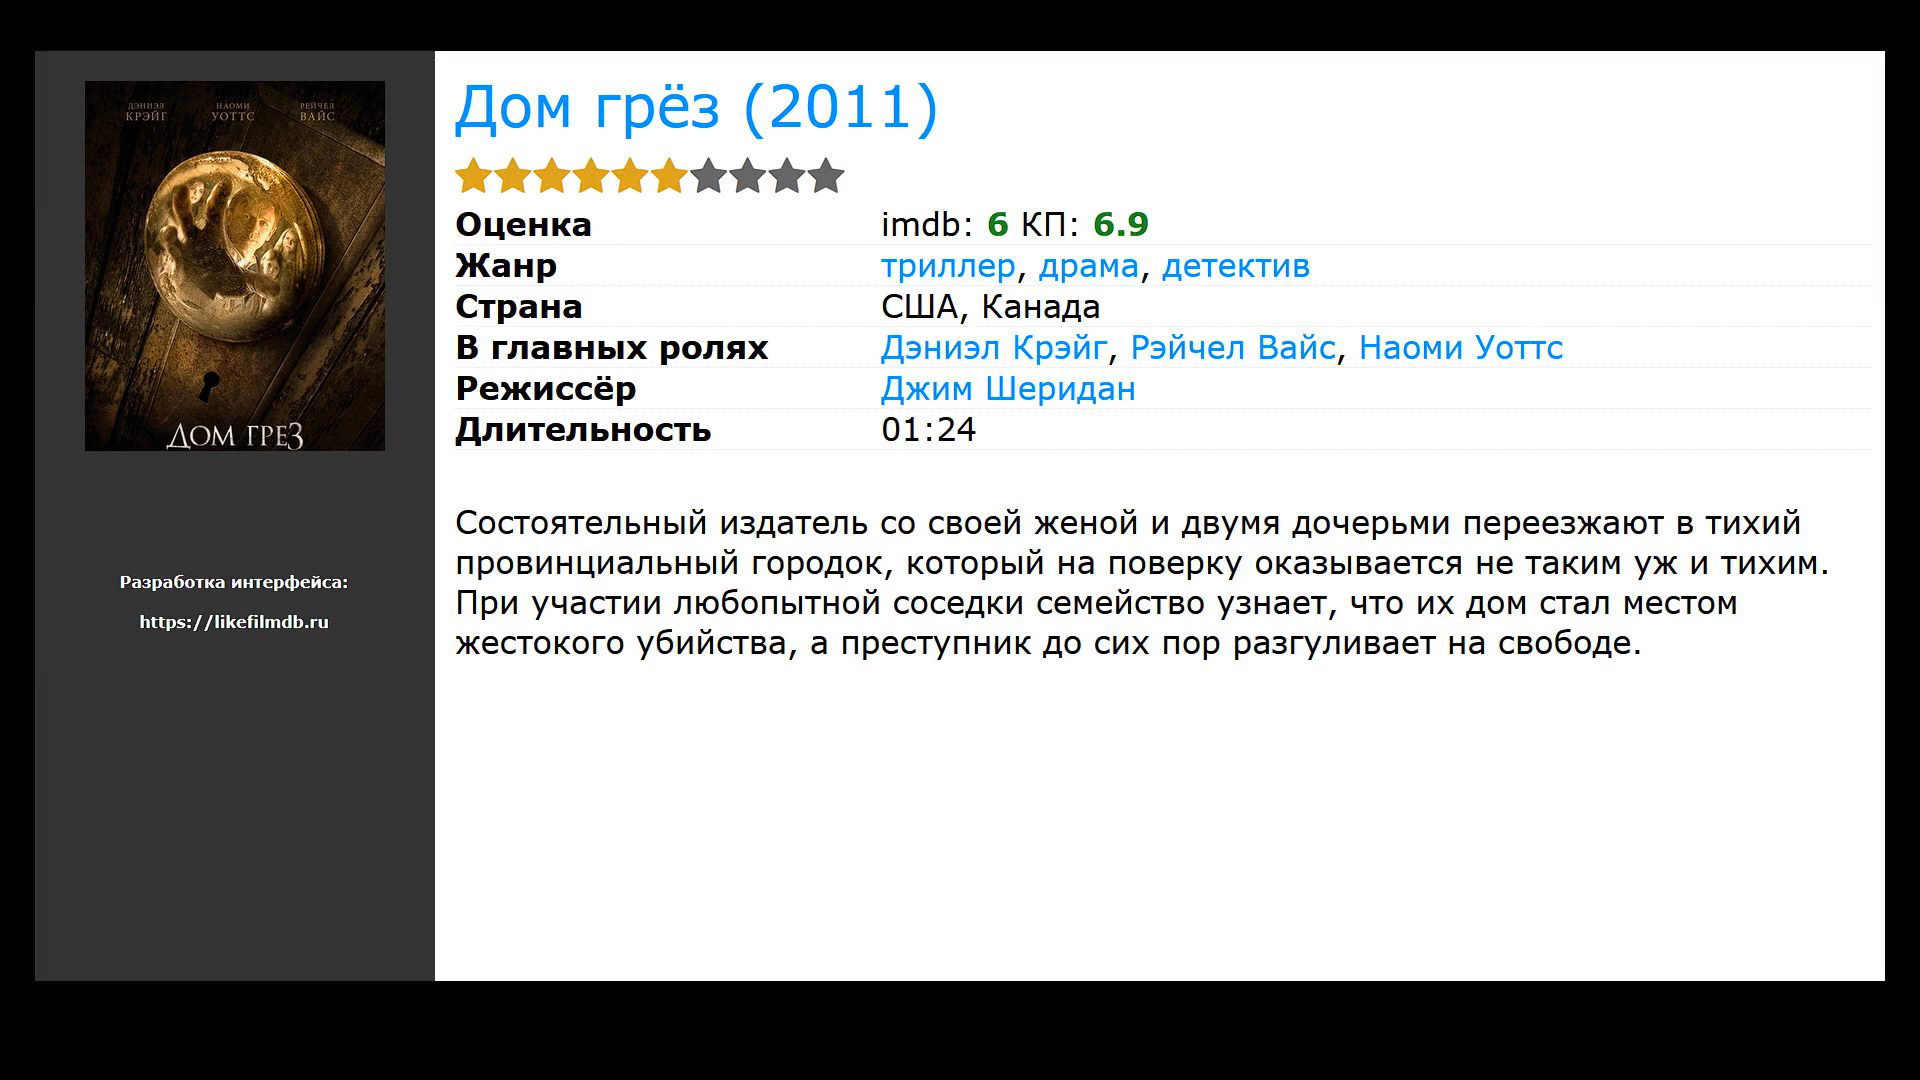 ДЭНИЭЛ КРЭЙГ
НАОМИ УОТТС
РЕЙЧЕЛ ВАЙС
ДОМ ГРЕЗ
Разработка интерфейса:
https://likefilmdb.ru
Дом грёз (2011)
Оценка imdb: 6 КП: 6.9
Жанр триллер, драма, детектив
Страна США, Канада
В главных ролях Дэниэл Крэйг, Рэйчел Вайс, Наоми Уоттс
Режиссёр Джим Шеридан
Длительность 01:24
Состоятельный издатель со своей женой и двумя дочерьми переезжают в тихий
провинциальный городок, который на поверку оказывается не таким уж и тихим.
При участии любопытной соседки семейство узнает, что их дом стал местом
жестокого убийства, а преступник до сих пор разгуливает на свободе.